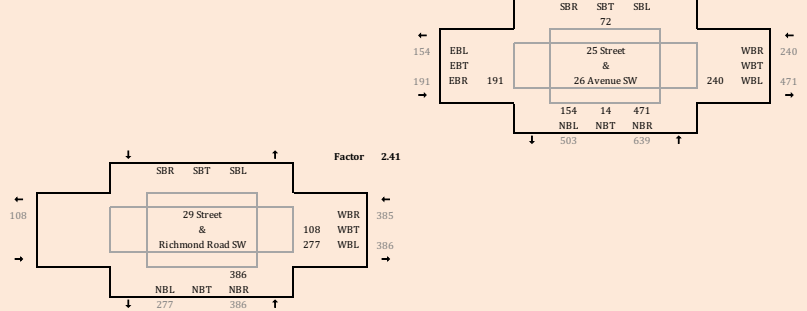 SBR SBT SBL
72
←
←
154 EBL 25 Street WBR 240
EBT & WBT
191 EBR 191 26 Avenue SW 240 WBL 471
→
→
154 14 471
NBL NBT NBR
↓ 503 639 ↑
↓ ↑ Factor 2.41
SBR SBT SBL
←
←
108 29 Street WBR 385
& 108 WBT
Richmond Road SW 277 WBL 386
→
→
386
NBL NBT NBR
↓ 277 386 ↑